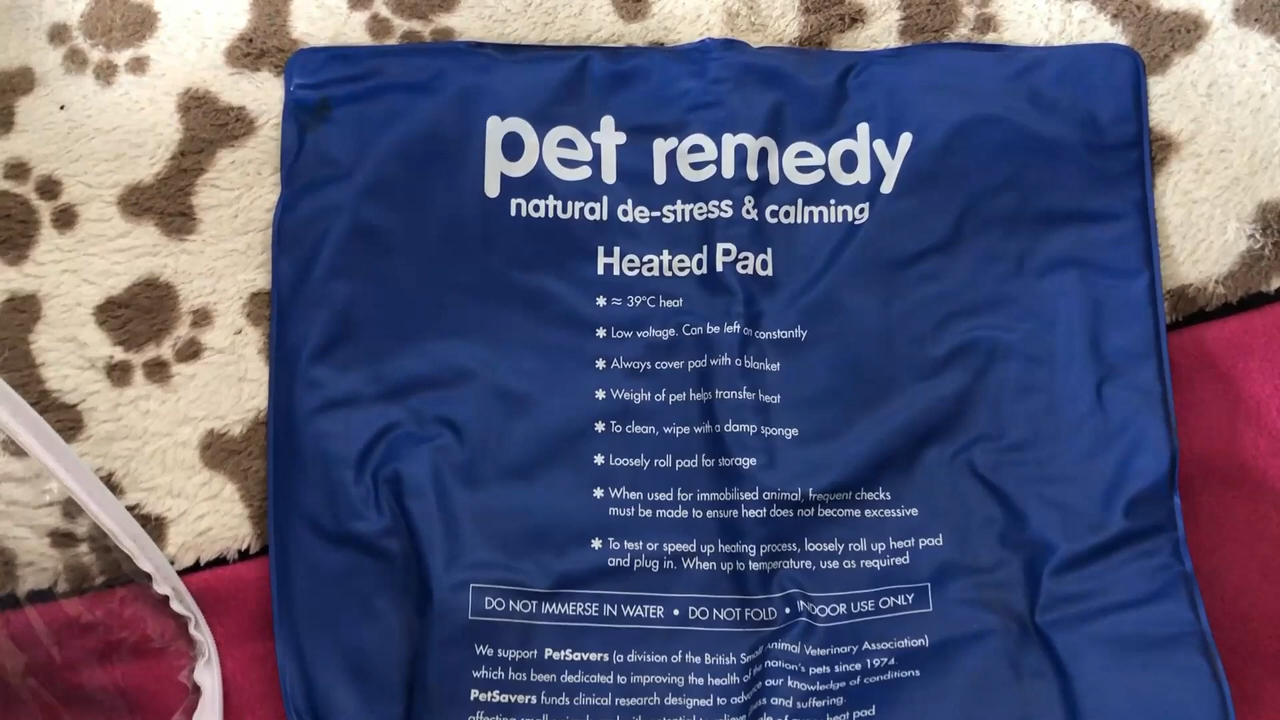 pet remedy
natural de-stress & calming
Heated Pad
* ≈ 39°C heat
* Low voltage. Can be left on constantly
* Always cover pad with a blanket
* Weight of pet helps transfer heat
* To clean, wipe with a damp sponge
* Loosely roll pad for storage
* When used for immobilised animal, frequent checks
must be made to ensure heat does not become excessive
* To test or speed up heating process, loosely roll up heat pad
and plug in. When up to temperature, use as required
DO NOT IMMERSE IN WATER • DO NOT FOLD • INDOOR USE ONLY
We support PetSavers (a division of the British Small Animal Veterinary Association)
which has been dedicated to improving the health of the nation's pets since 1974.
PetSavers funds clinical research designed to advance our knowledge of conditions
and suffering.
heat pad